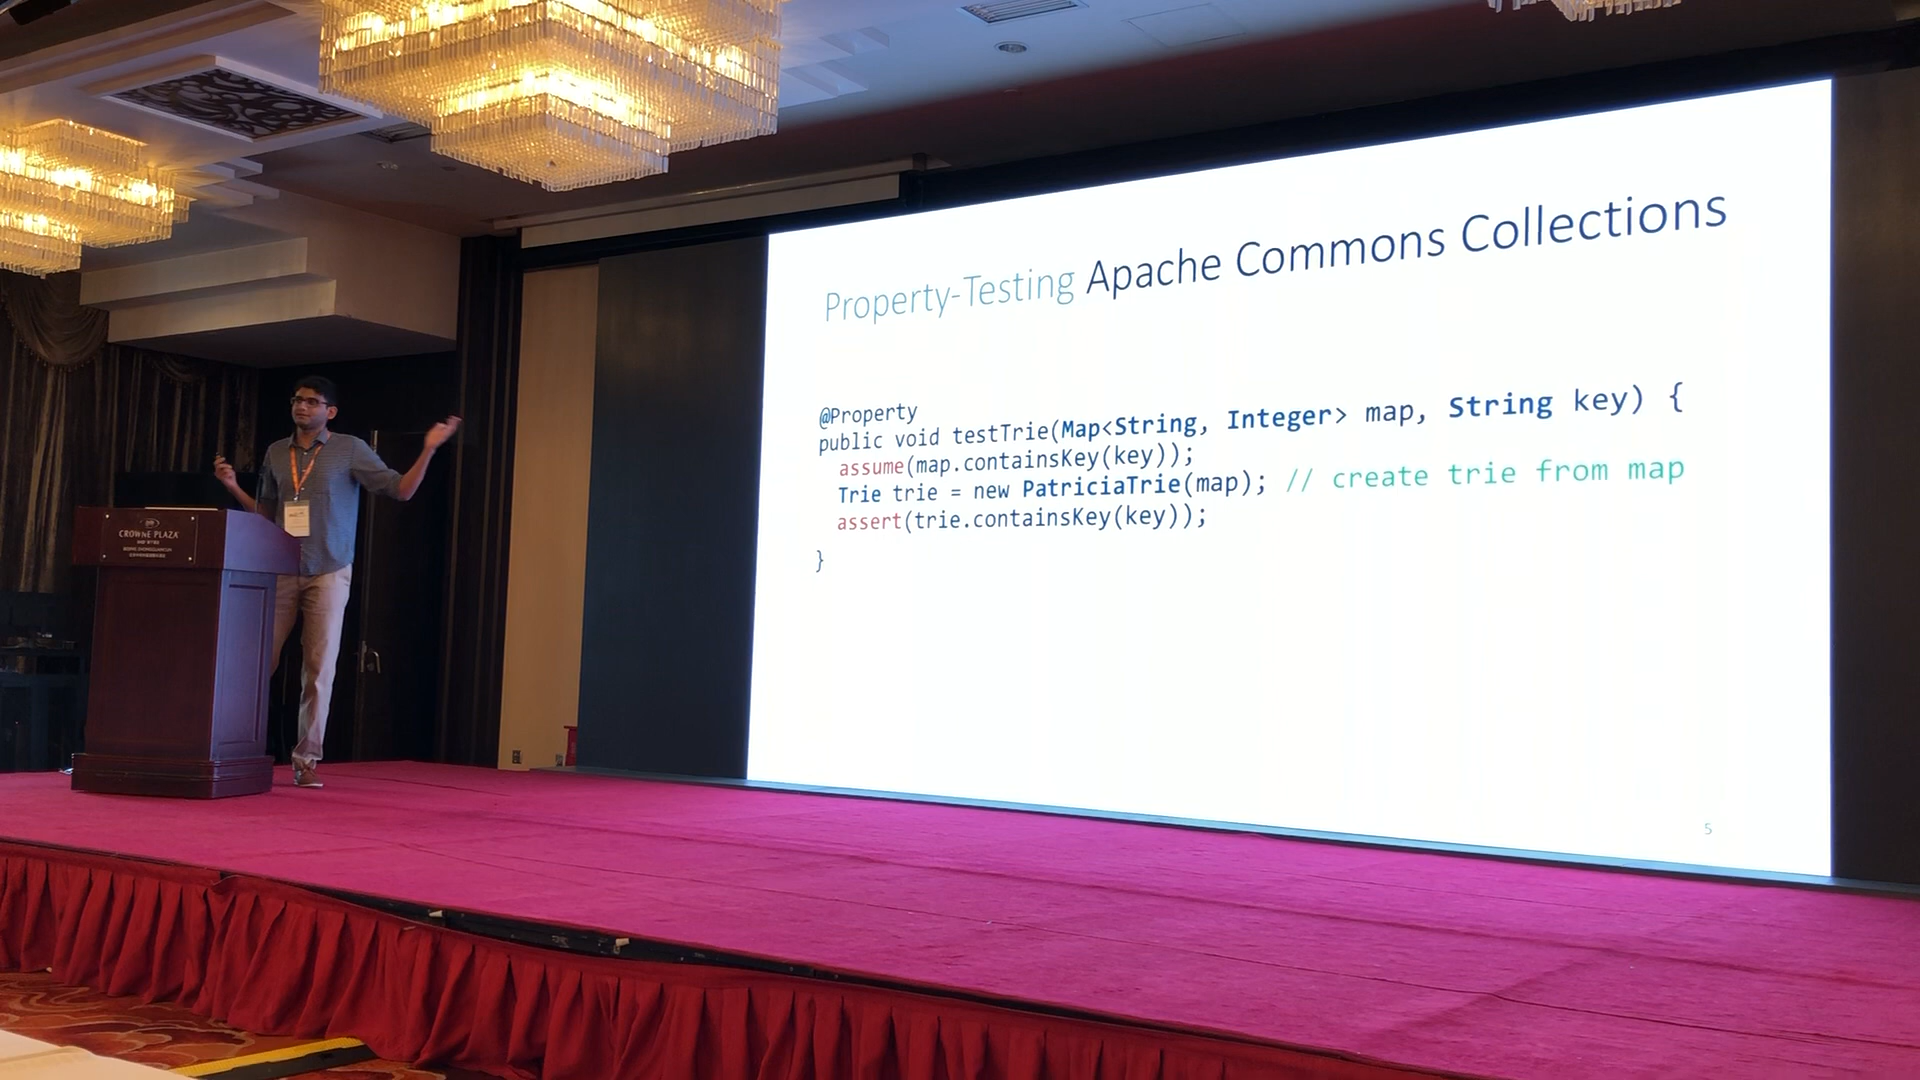 Property-Testing Apache Commons Collections
@Property
public void testTrie(Map<String, Integer> map, String key) {
assume(map.containsKey(key));
Trie trie = new PatriciaTrie(map); // create trie from map
assert(trie.containsKey(key));
}
5
CROWNE PLAZA